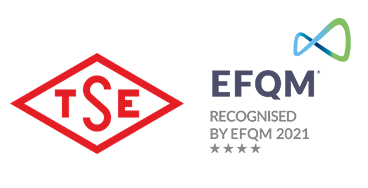 TSE
EFQM®
RECOGNISED
BY EFQM 2021
★★★★